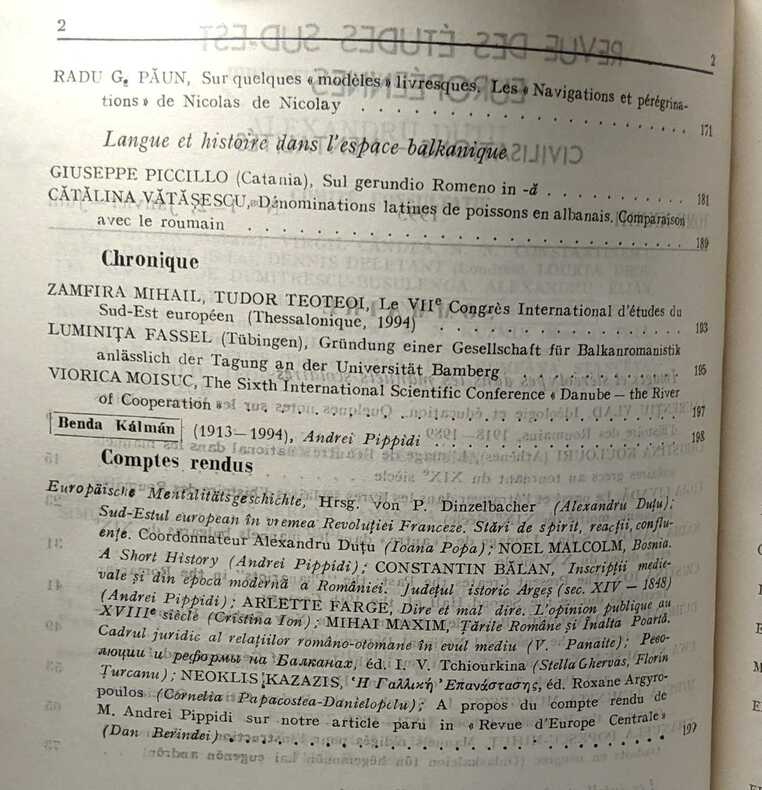 2
2
RADU G. PĂUN, Sur quelques « modèles » livresques. Les « Navigations et pérégrina-
tions » de Nicolas de Nicolay . . . . . . . . . . . . . . 171
Langue et histoire dans l'espace balkanique
GIUSEPPE PICCILLO (Catania), Sul gerundio Romeno in -ă . . . . . . . . . 181
CĂTĂLINA VĂTĂŞESCU, Dénominations latines de poissons en albanais. Comparaison
avec le roumain . . . . . . . . . . . . . . . . . . . . 189
Chronique
ZAMFIRA MIHAIL, TUDOR TEOTEOI, Le VIIe Congrès International d'études du
Sud-Est européen (Thessalonique, 1994) . . . . . . . . . . . . 193
LUMINIŢA FASSEL (Tübingen), Gründung einer Gesellschaft für Balkanromanistik
anlässlich der Tagung an der Universität Bamberg . . . . . . . . . 195
VIORICA MOISUC, The Sixth International Scientific Conference « Danube — the River
of Cooperation » . . . . . . . . . . . . . . . . . . . 197
Benda Kálmán (1913—1994), Andrei Pippidi . . . . . . . . . . . . 198
Comptes rendus
Europäische Mentalitätsgeschichte, Hrsg. von P. Dinzelbacher (Alexandru Duţu);
Sud-Estul european în vremea Revoluţiei Franceze. Stări de spirit, reacţii, conflu-
enţe. Coordonnateur Alexandru Duţu (Ioana Popa); NOEL MALCOLM, Bosnia.
A Short History (Andrei Pippidi); CONSTANTIN BĂLAN, Inscripţii medie-
vale şi din epoca modernă a României. Judeţul istoric Argeş (sec. XIV — 1848)
(Andrei Pippidi); ARLETTE FARGE, Dire et mal dire. L'opinion publique au
XVIIIe siècle (Cristina Ion); MIHAI MAXIM, Ţările Române şi Înalta Poartă.
Cadrul juridic al relaţiilor româno-otomane în evul mediu (V. Panaite); Рево-
люции и реформы на Балканах, éd. I. V. Tchiourkina (Stella Ghervas, Florin
Ţurcanu); NEOKLIS KAZAZIS, Ἡ Γαλλικὴ Ἐπανάστασης, éd. Roxane Argyro-
poulos (Cornelia Papacostea-Danielopolu); A propos du compte rendu de
M. Andrei Pippidi sur notre article paru in « Revue d'Europe Centrale »
(Dan Berindei) . . . . . . . . . . . . . . . . . . . . 199